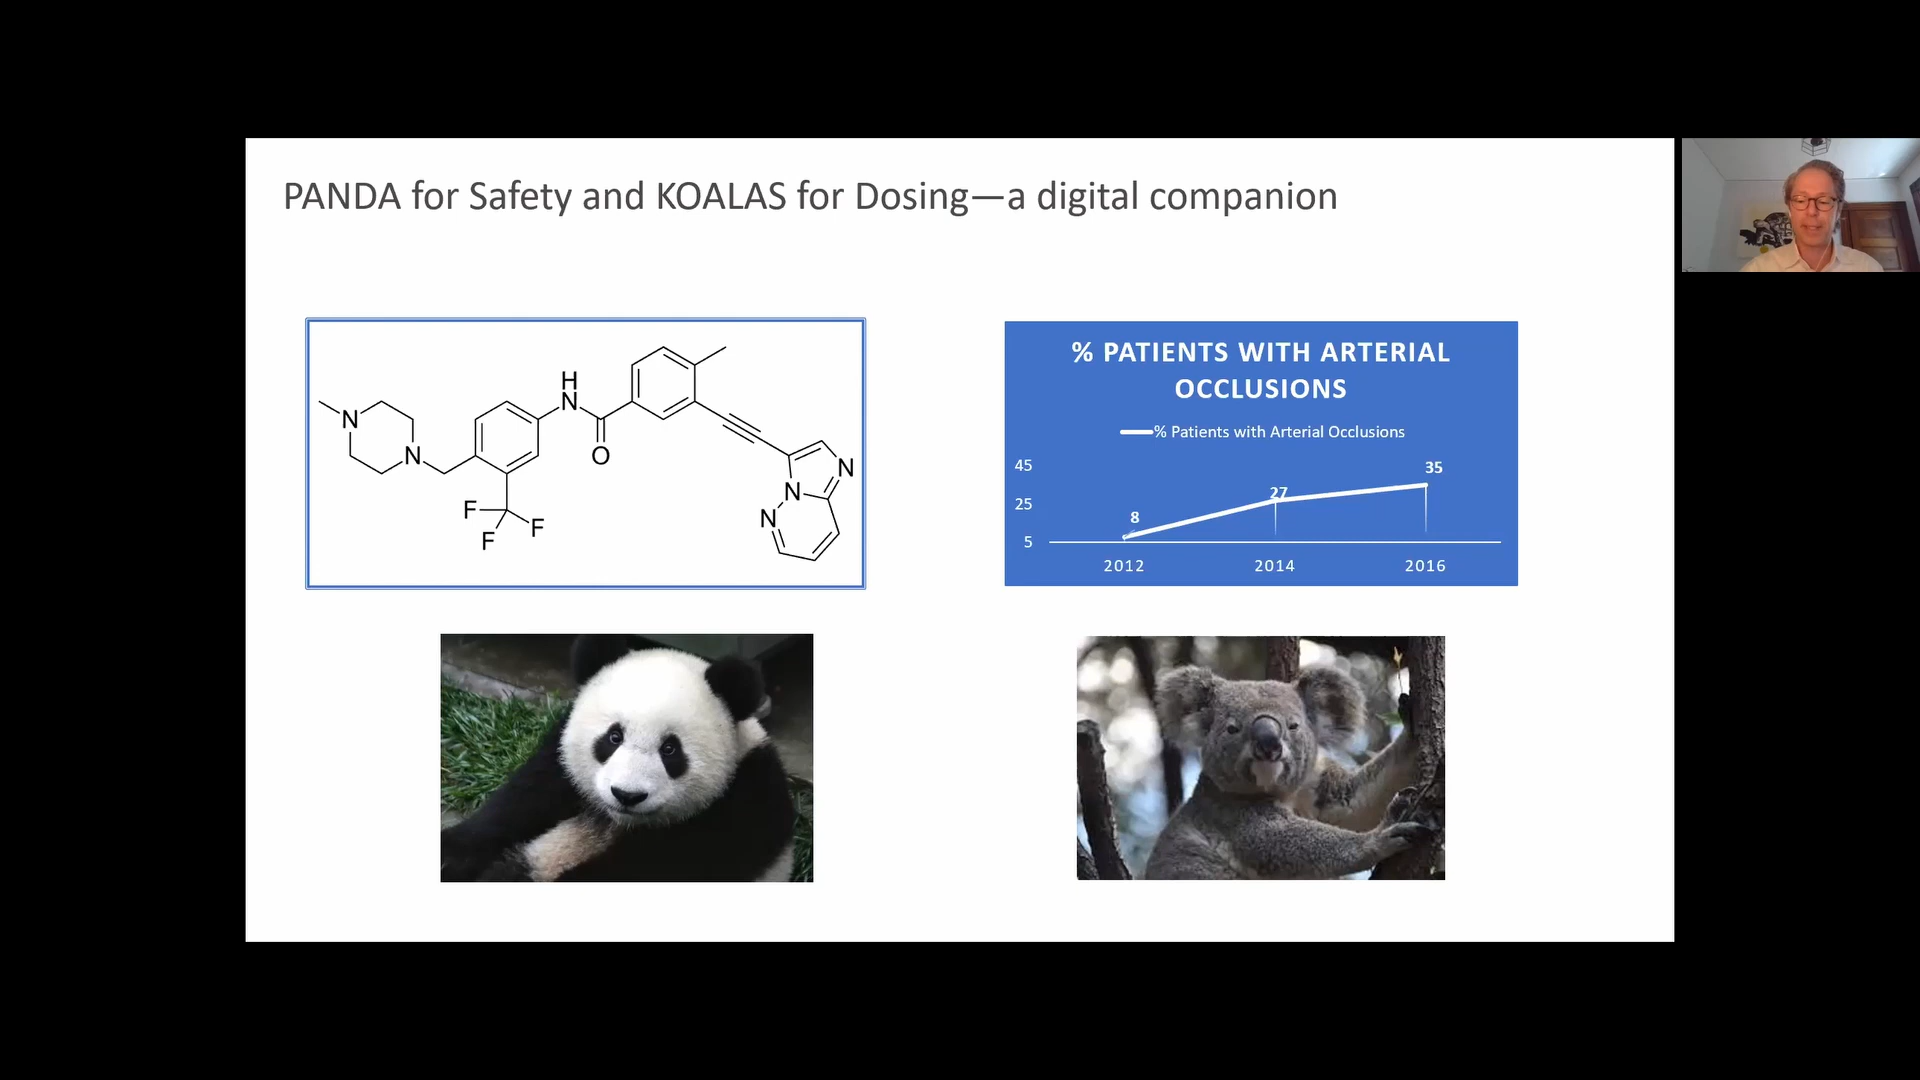 PANDA for Safety and KOALAS for Dosing—a digital companion
H
N
O
N
N
F
F
F
N
N
N
% PATIENTS WITH ARTERIAL
OCCLUSIONS
% Patients with Arterial Occlusions
45
25
5
8
27
35
2012 2014 2016